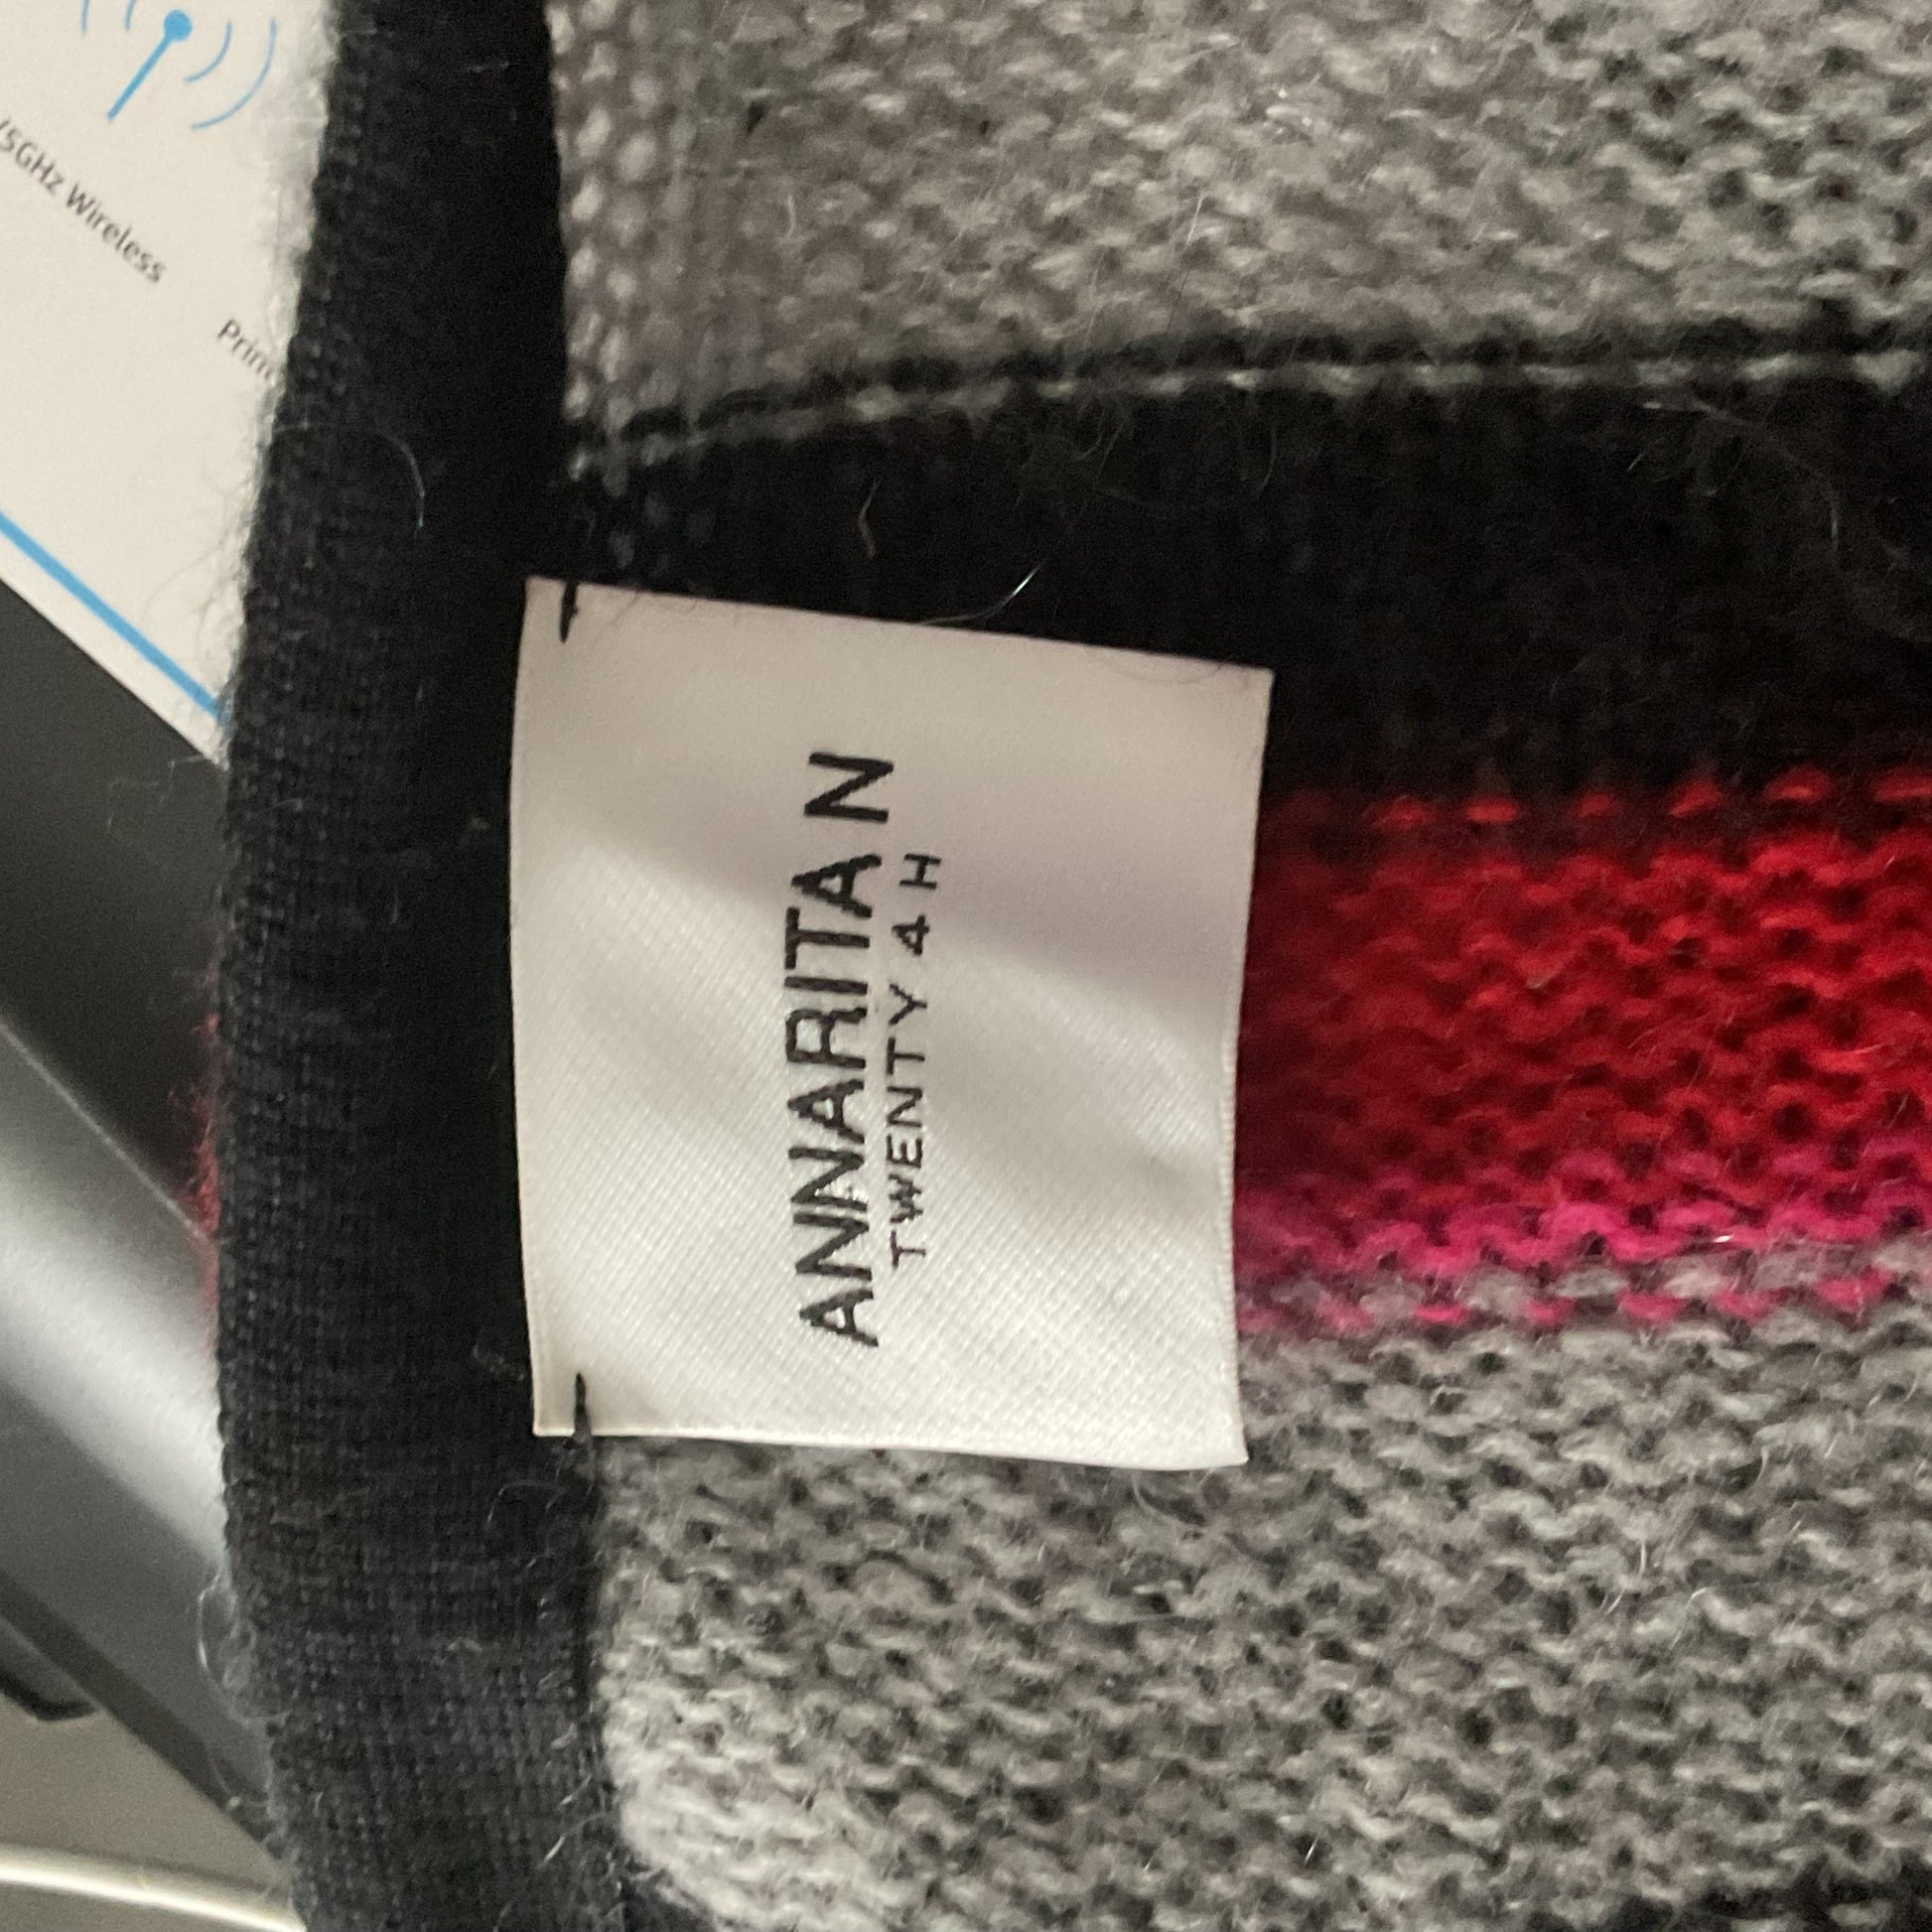 /5GHz Wireless
ANNARITA N
TWENTY 4 H